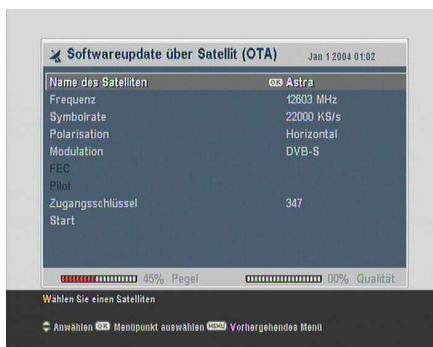 Softwareupdate über Satellit (OTA) Jan 1 2004 01:02
Name des Satelliten OK Astra
Frequenz 12603 MHz
Symbolrate 22000 KS/s
Polarisation Horizontal
Modulation DVB-S
FEC
Pilot
Zugangsschlüssel 347
Start
45% Pegel 00% Qualität
Wählen Sie einen Satelliten
Anwählen OK Menüpunkt auswählen MENU Vorhergehendes Menü